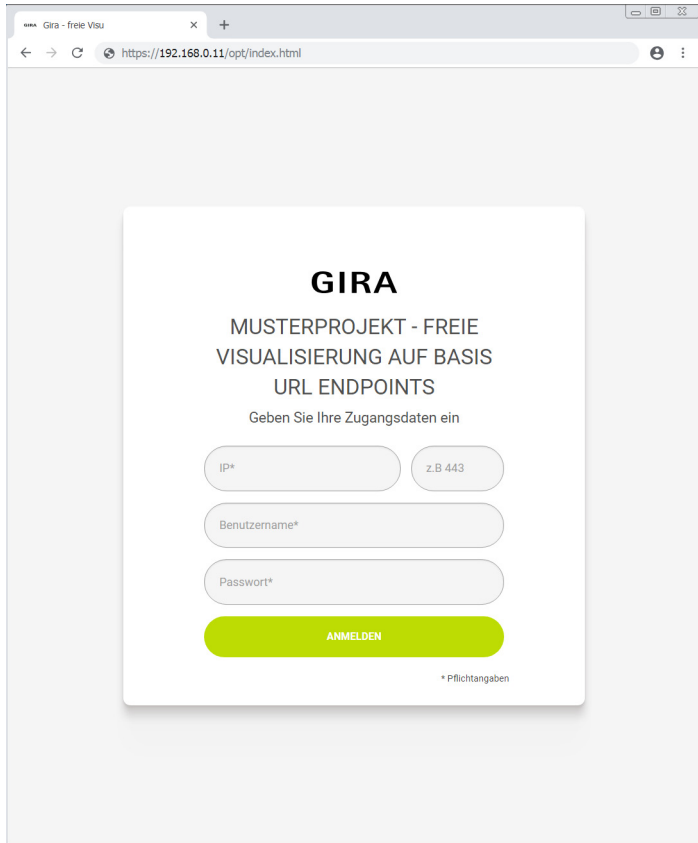 GIRA Gira - freie Visu
https://192.168.0.11/opt/index.html
GIRA
MUSTERPROJEKT - FREIE
VISUALISIERUNG AUF BASIS
URL ENDPOINTS
Geben Sie Ihre Zugangsdaten ein
IP* z.B 443
Benutzername*
Passwort*
ANMELDEN
* Pflichtangaben